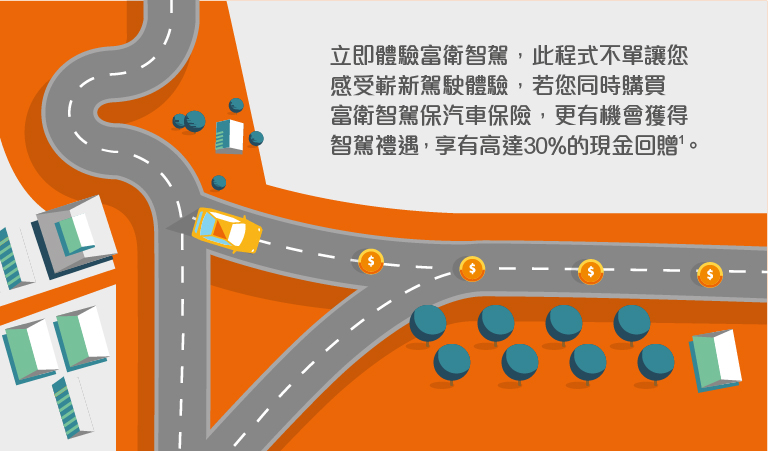 立即體驗富衛智駕，此程式不單讓您
感受嶄新駕駛體驗，若您同時購買
富衛智駕保汽車保險，更有機會獲得
智駕禮遇，享有高達30%的現金回贈¹。
$ $ $ $